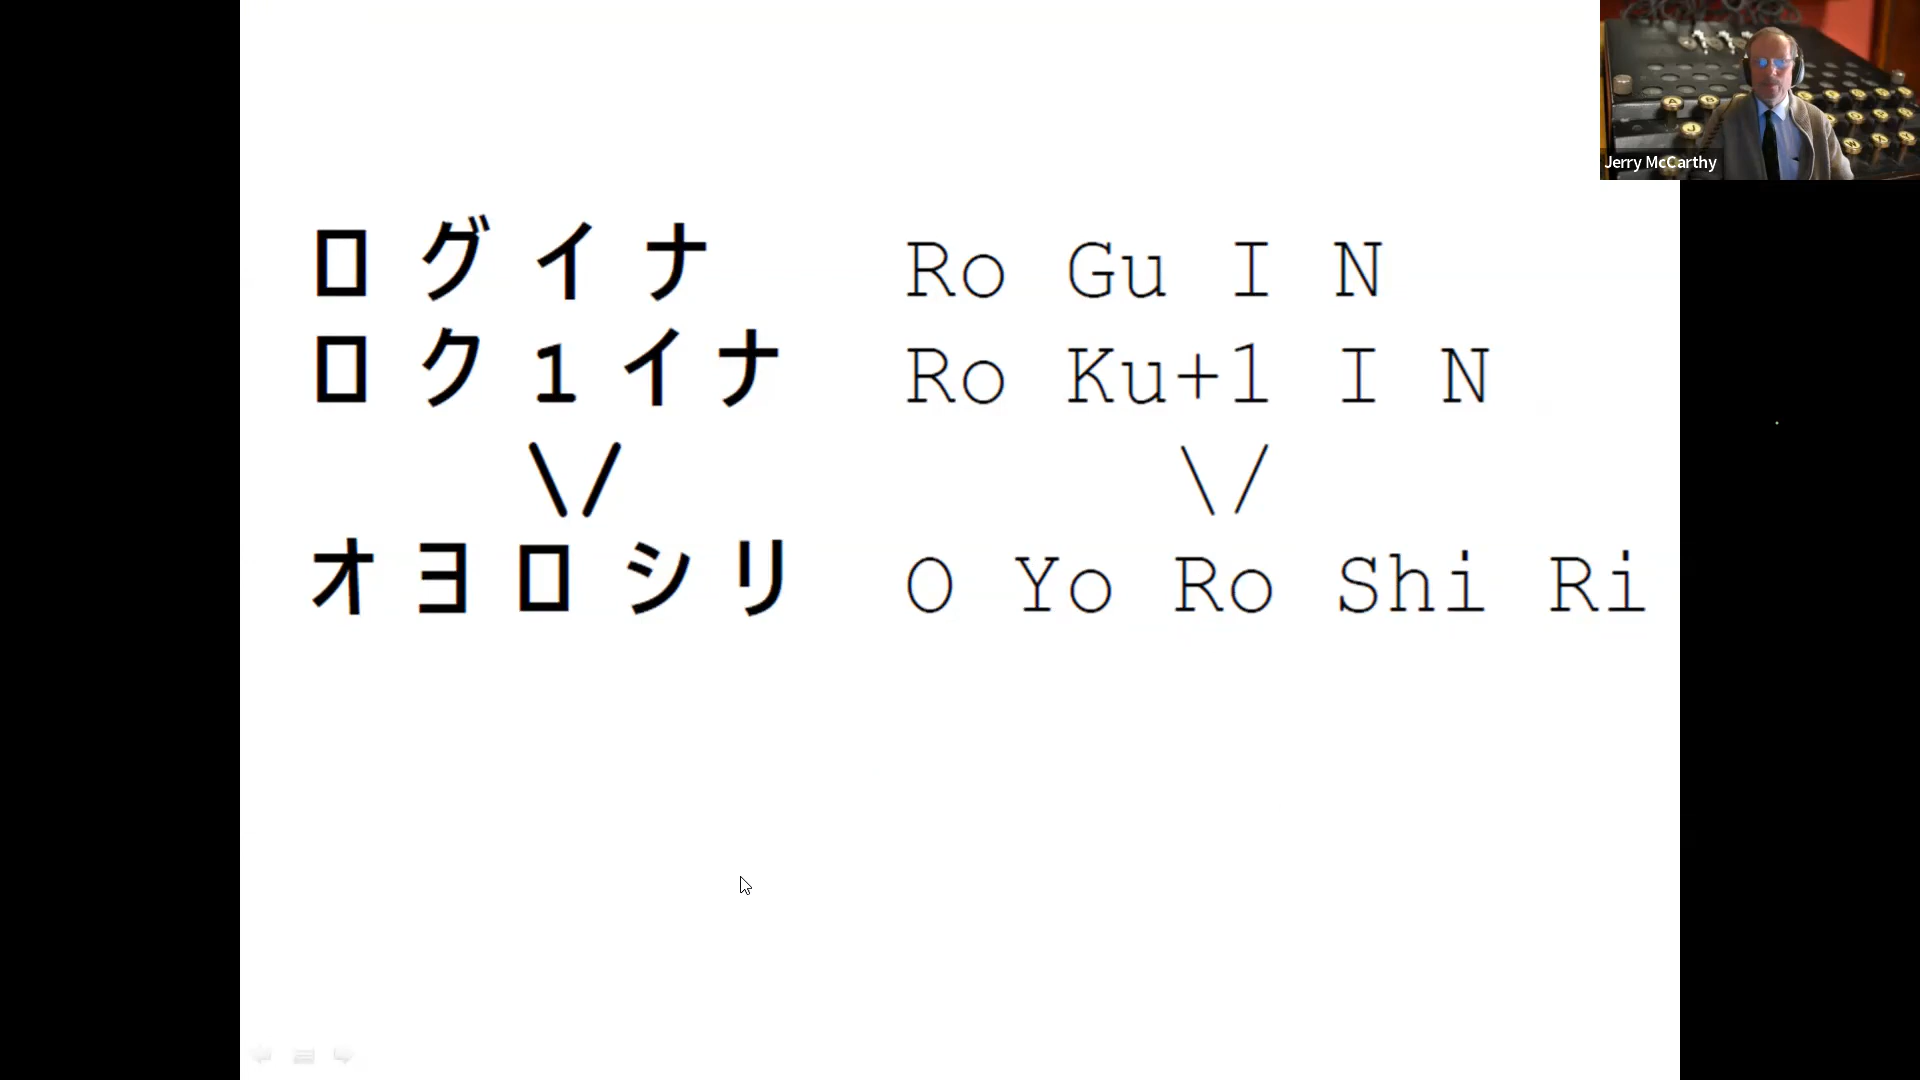 ロ グ イ ナ Ro Gu I N
ロ ク 1 イ ナ Ro Ku+1 I N
\/ \/
オ ヨ ロ シ リ O Yo Ro Shi Ri
Jerry McCarthy